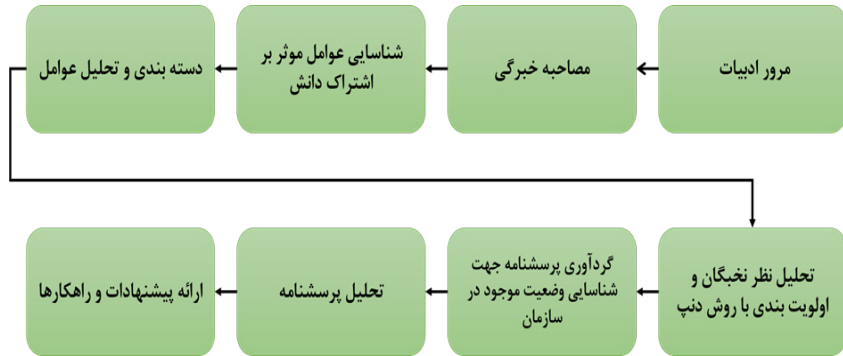 مرور ادبیات
مصاحبه خبرگی
شناسایی عوامل موثر بر
اشتراک دانش
دسته بندی و تحلیل عوامل
تحلیل نظر نخبگان و
اولویت بندی با روش دنپ
گردآوری پرسشنامه جهت
شناسایی وضعیت موجود در
سازمان
تحلیل پرسشنامه
ارائه پیشنهادات و راهکارها